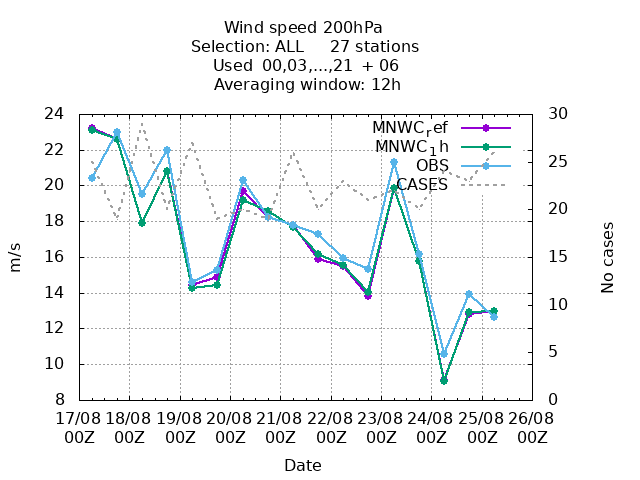 Wind speed 200hPa
Selection: ALL 27 stations
Used 00,03,...,21 + 06
Averaging window: 12h
24
22
20
18
16
14
12
10
8
m/s
30
25
20
15
10
5
0
No cases
MNWC_ref
MNWC_1h
OBS
CASES
17/08 18/08 19/08 20/08 21/08 22/08 23/08 24/08 25/08 26/08
00Z 00Z 00Z 00Z 00Z 00Z 00Z 00Z 00Z 00Z
Date